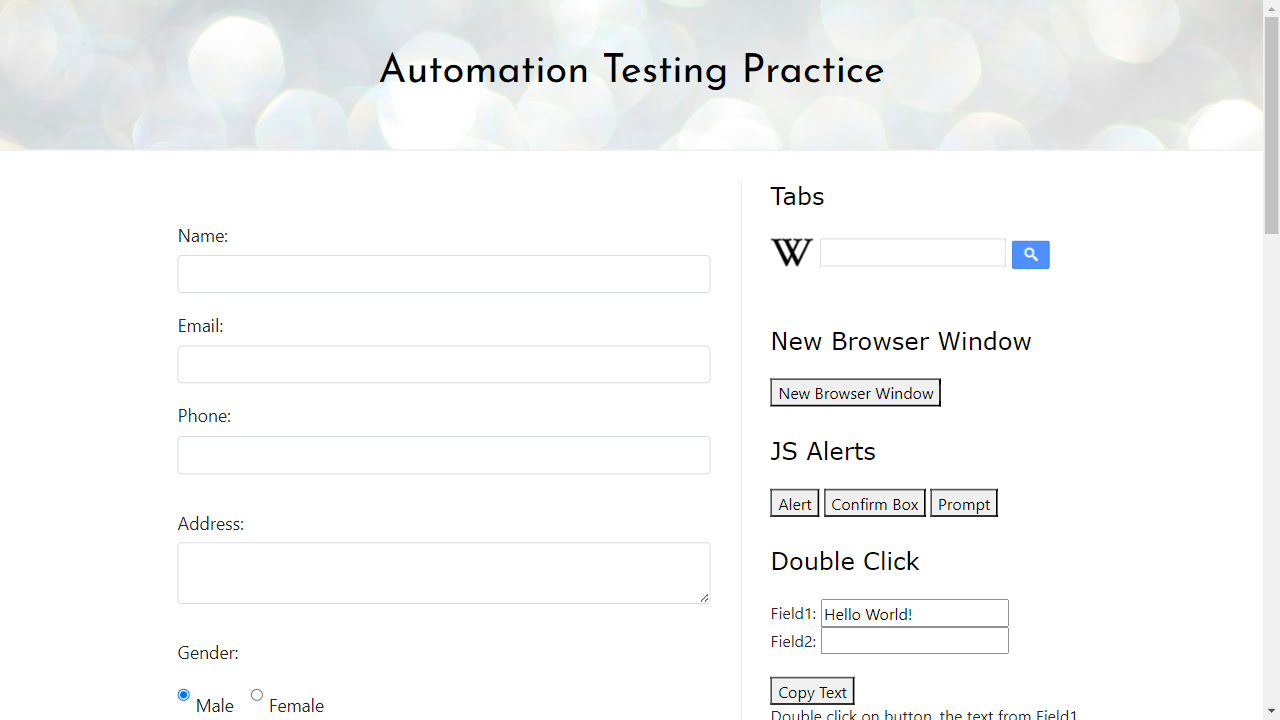 Automation Testing Practice
Name:
Email:
Phone:
Address:
Gender:
Male Female
Tabs
W
New Browser Window
New Browser Window
JS Alerts
Alert Confirm Box Prompt
Double Click
Field1: Hello World!
Field2:
Copy Text
Double click on button, the text from Field1